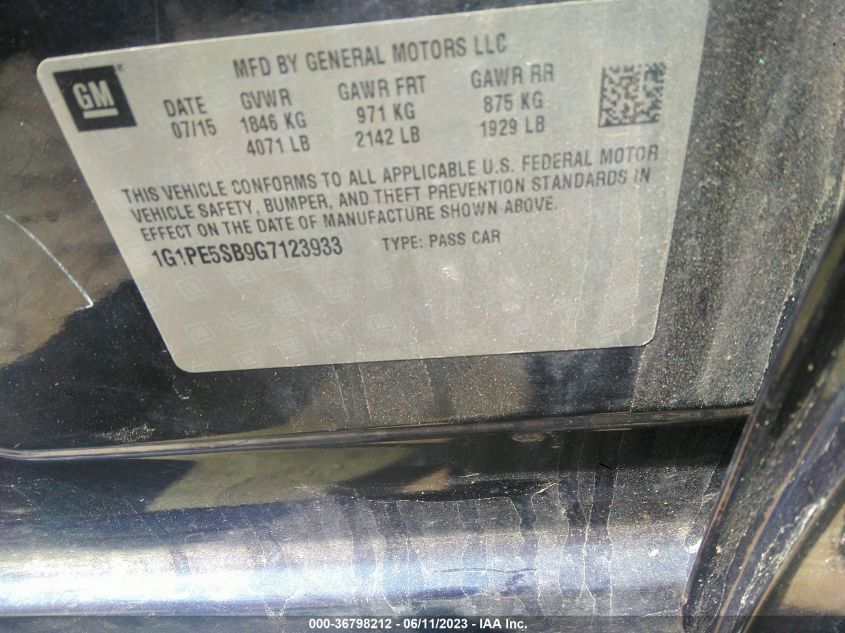 MFD BY GENERAL MOTORS LLC
GM
DATE GVWR GAWR FRT GAWR RR
07/15 1846 KG 971 KG 875 KG
4071 LB 2142 LB 1929 LB
THIS VEHICLE CONFORMS TO ALL APPLICABLE U.S. FEDERAL MOTOR
VEHICLE SAFETY, BUMPER, AND THEFT PREVENTION STANDARDS IN
EFFECT ON THE DATE OF MANUFACTURE SHOWN ABOVE.
1G1PE5SB9G7123933 TYPE: PASS CAR
000-36798212 - 06/11/2023 - IAA Inc.